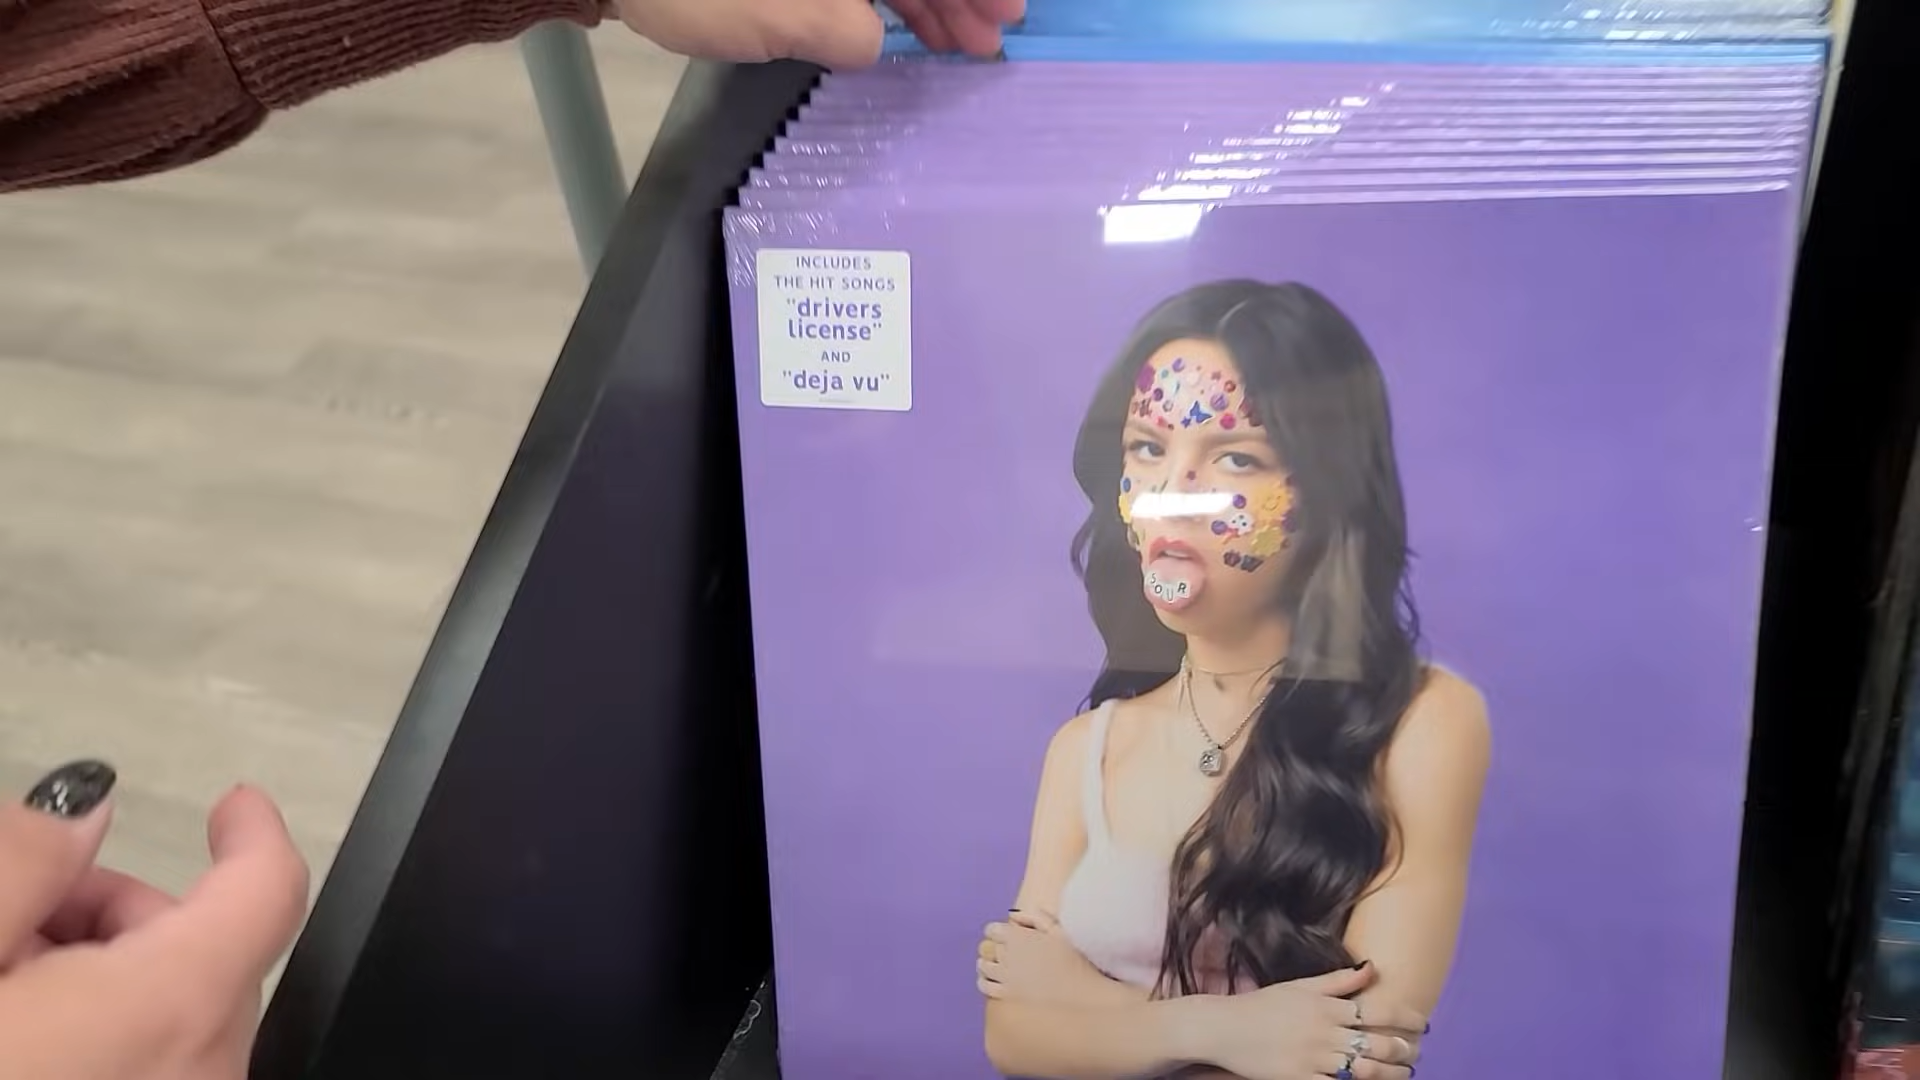 INCLUDES
THE HIT SONGS
"drivers
license"
AND
"deja vu"
SOUR